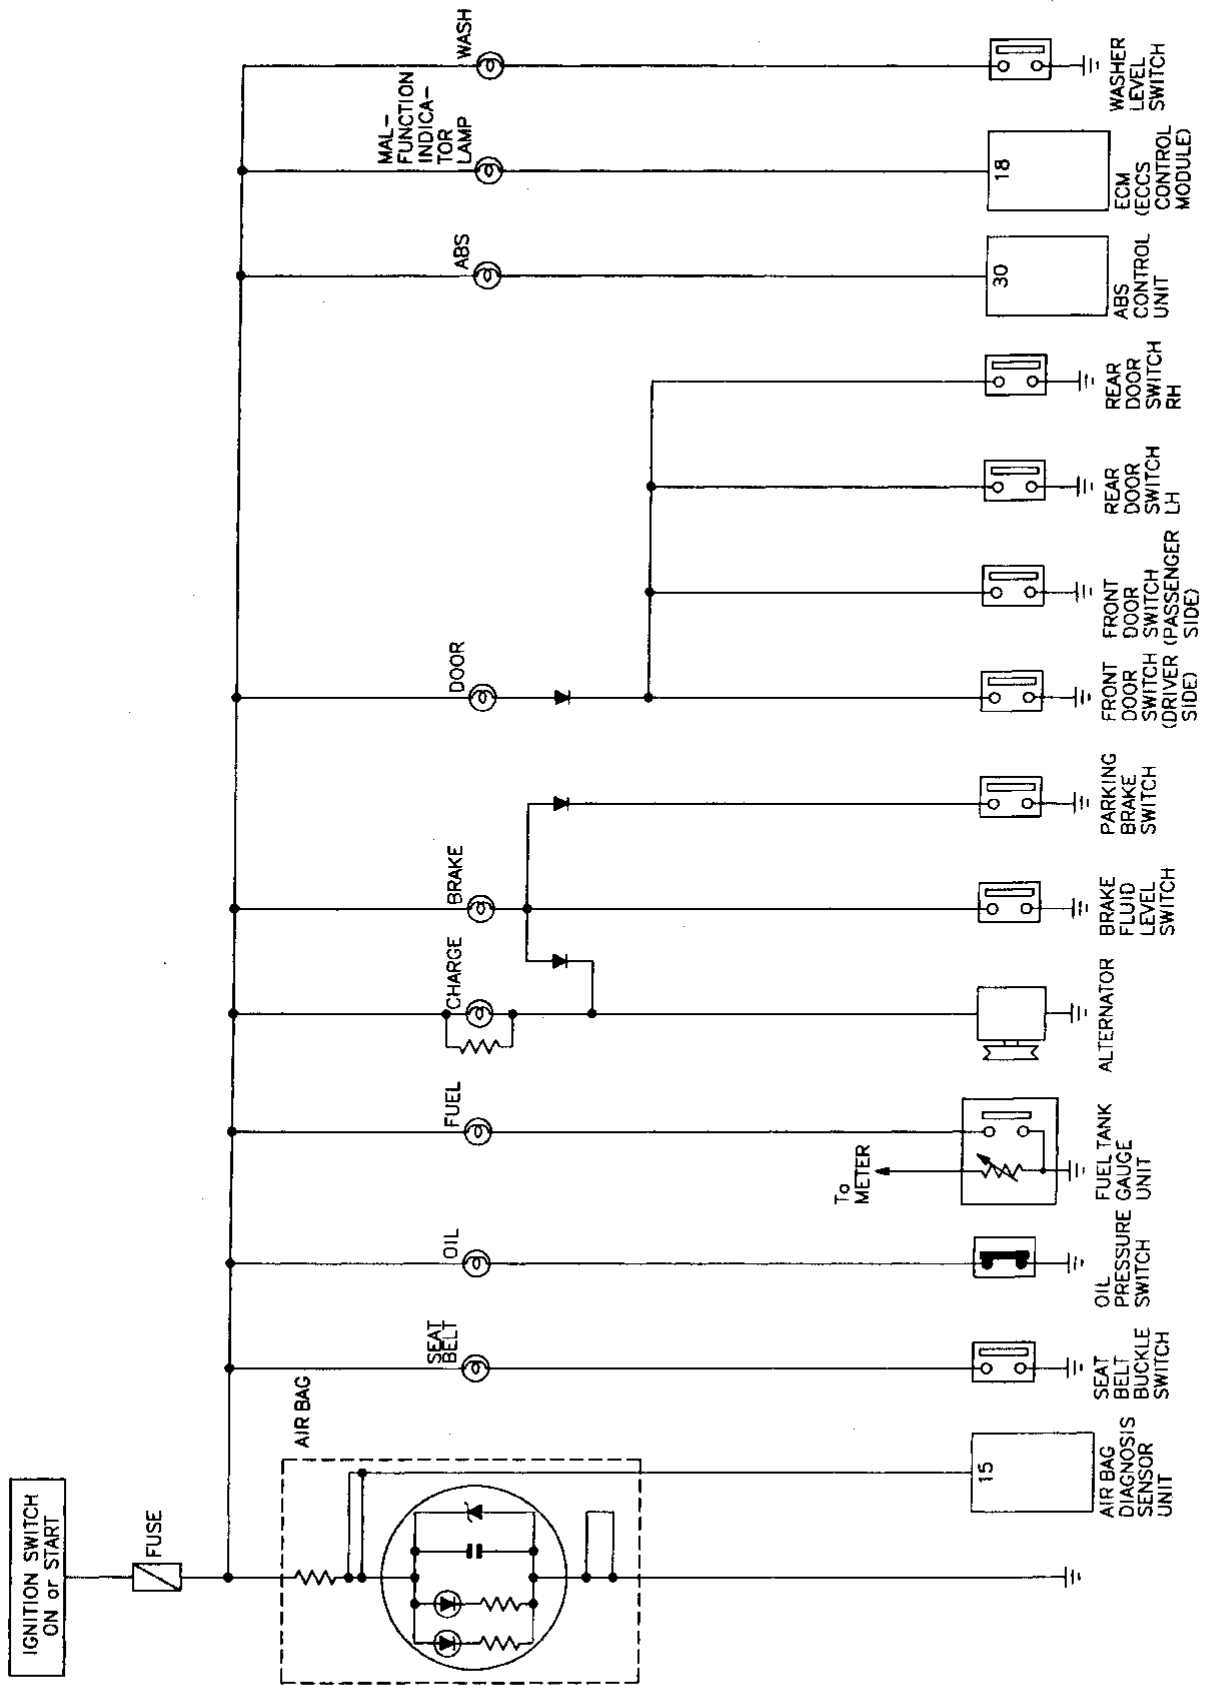 IGNITION SWITCH
ON or START
FUSE
AIR BAG
SEAT
BELT
OIL
FUEL
CHARGE
BRAKE
DOOR
ABS
MAL-
FUNCTION
INDICA-
TOR
LAMP
WASH
To
METER
15
30
18
AIR BAG
DIAGNOSIS
SENSOR
UNIT
SEAT
BELT
BUCKLE
SWITCH
OIL
PRESSURE
SWITCH
FUEL TANK
GAUGE
UNIT
ALTERNATOR
BRAKE
FLUID
LEVEL
SWITCH
PARKING
BRAKE
SWITCH
FRONT
DOOR
SWITCH
(DRIVER
SIDE)
FRONT
DOOR
SWITCH
(PASSENGER
SIDE)
REAR
DOOR
SWITCH
LH
REAR
DOOR
SWITCH
RH
ABS
CONTROL
UNIT
ECM
(ECCS
CONTROL
MODULE)
WASHER
LEVEL
SWITCH